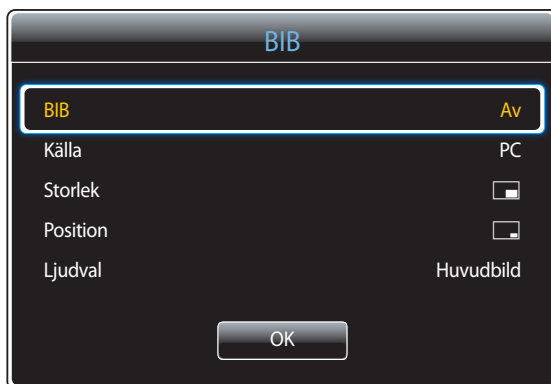 BIB
BIB Av
Källa PC
Storlek
Position
Ljudval Huvudbild
OK